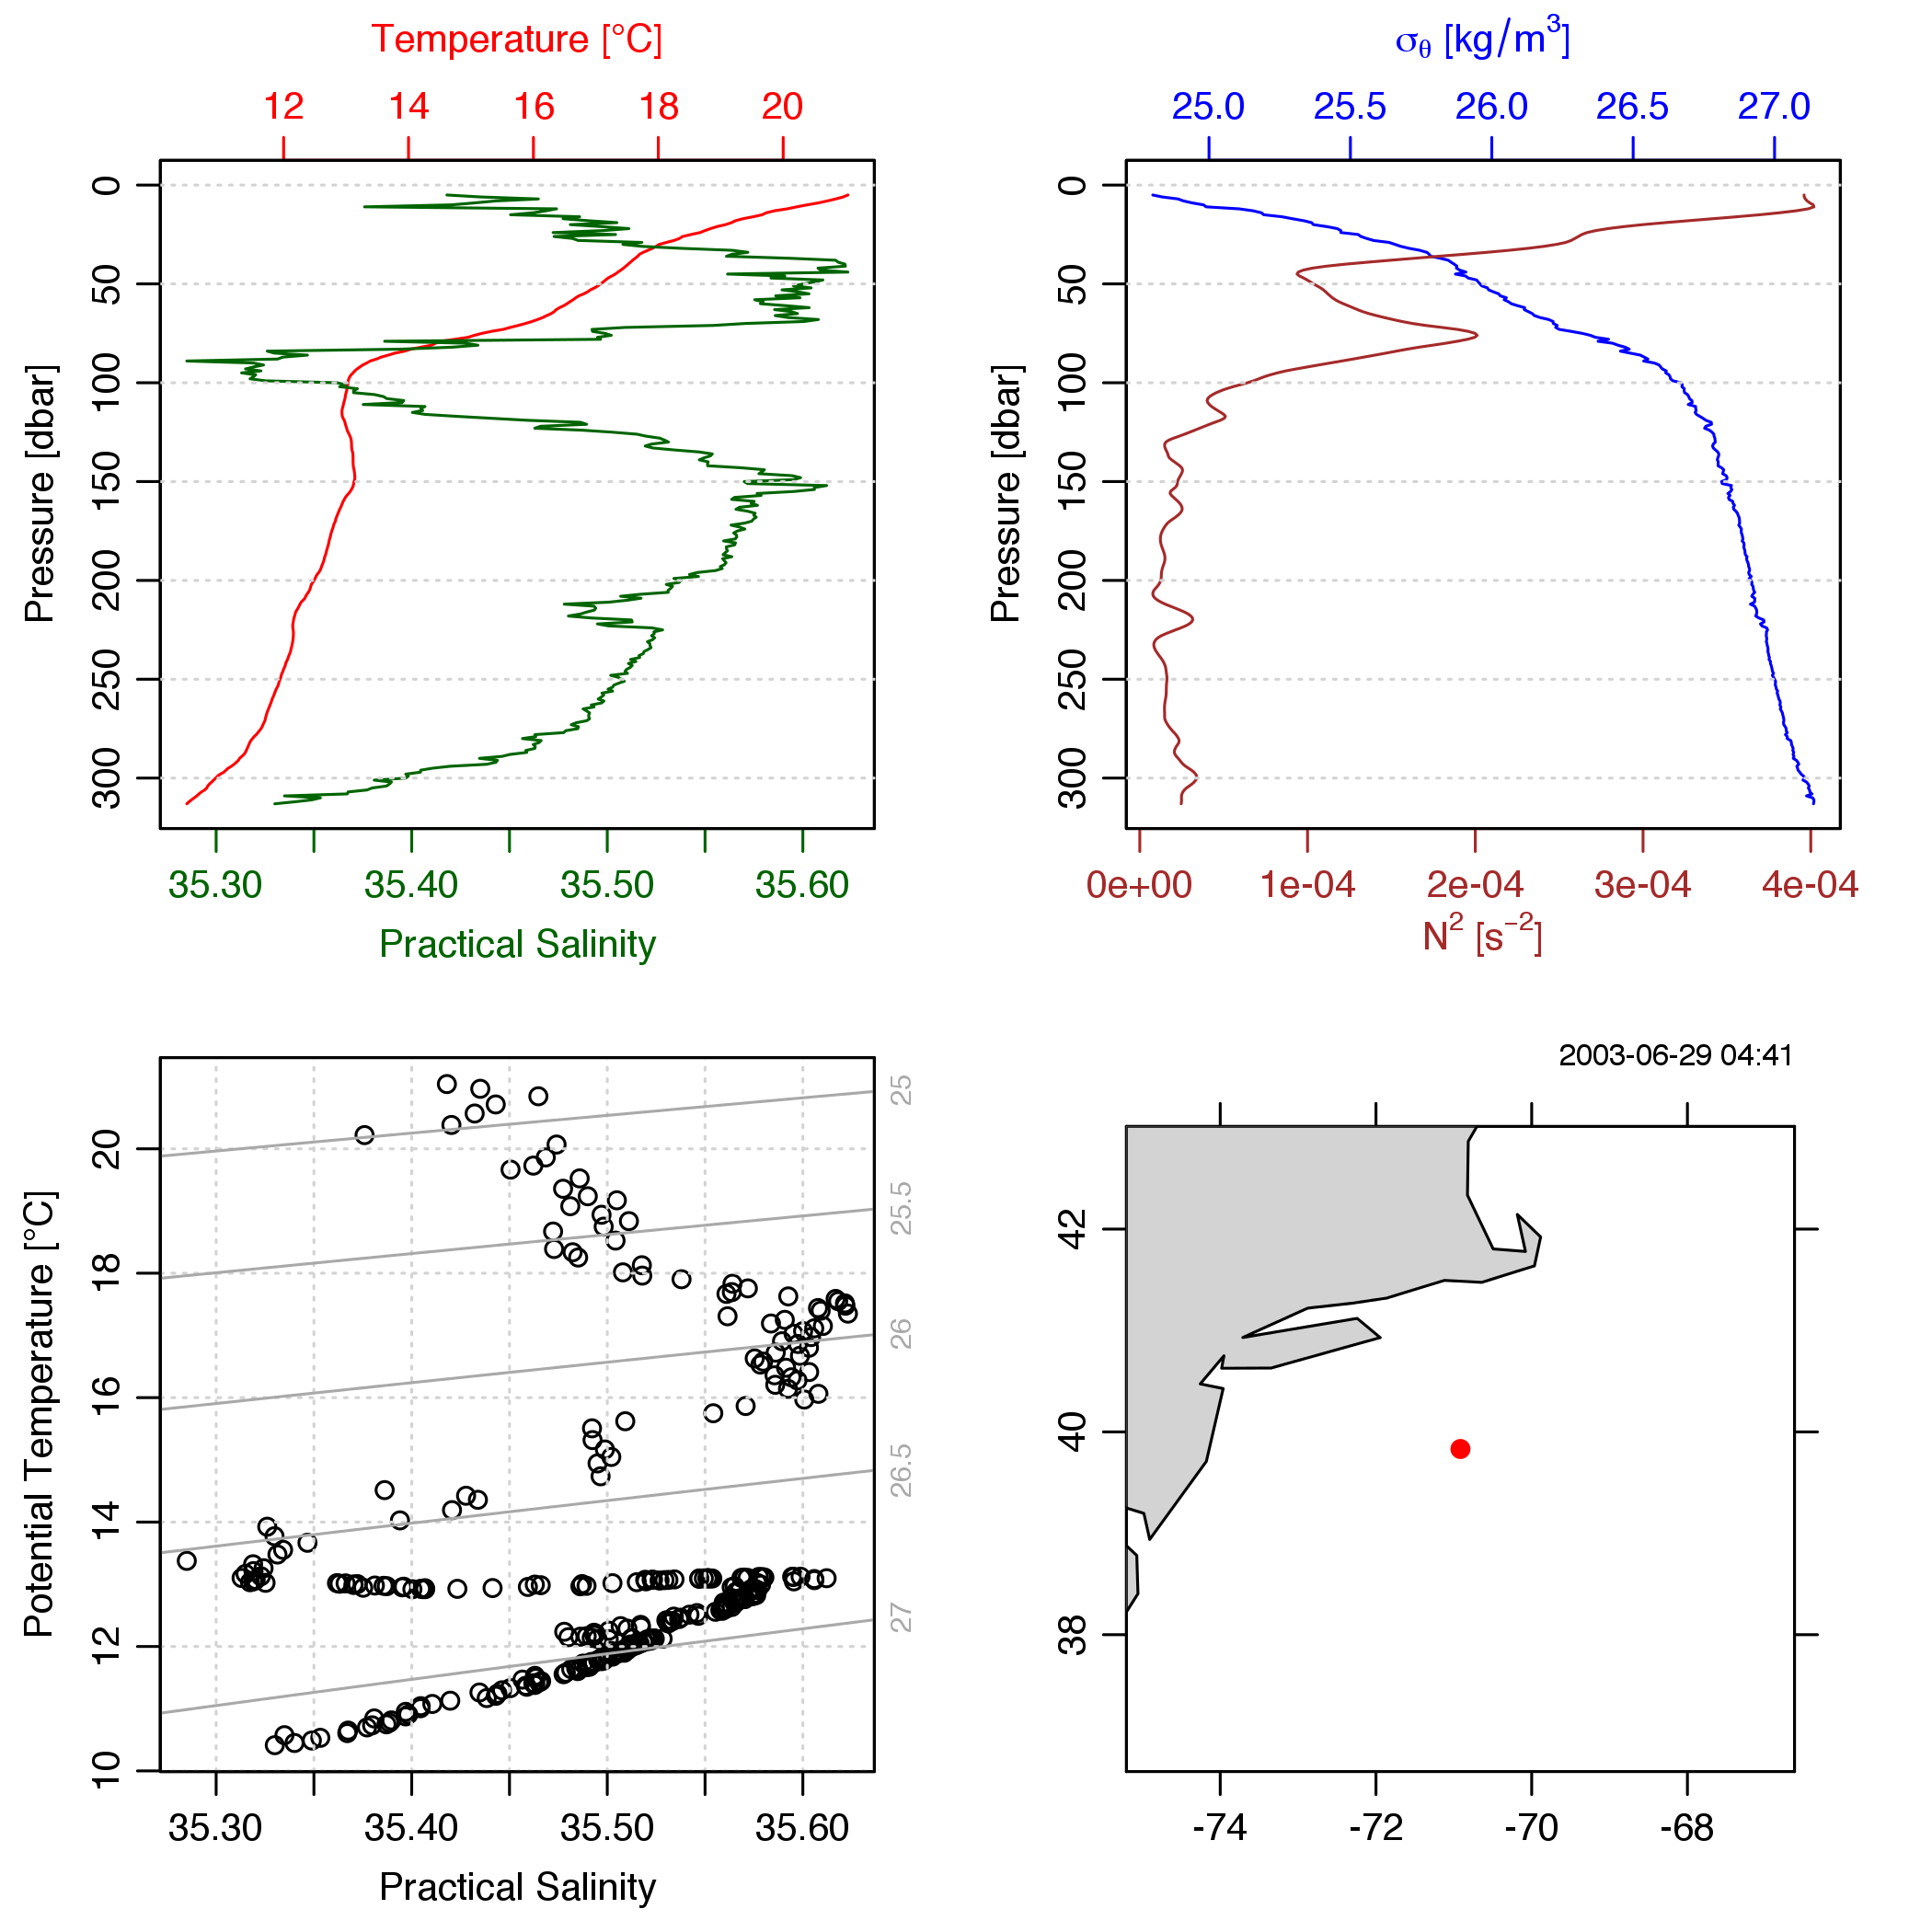 Temperature [°C]
12 14 16 18 20
0
50
100
150
200
250
300
Pressure [dbar]
35.30 35.40 35.50 35.60
Practical Salinity
σθ [kg/m³]
25.0 25.5 26.0 26.5 27.0
0
50
100
150
200
250
300
Pressure [dbar]
0e+00 1e-04 2e-04 3e-04 4e-04
N² [s⁻²]
20
18
16
14
12
10
Potential Temperature [°C]
25
25.5
26
26.5
27
35.30 35.40 35.50 35.60
Practical Salinity
2003-06-29 04:41
42
40
38
-74 -72 -70 -68